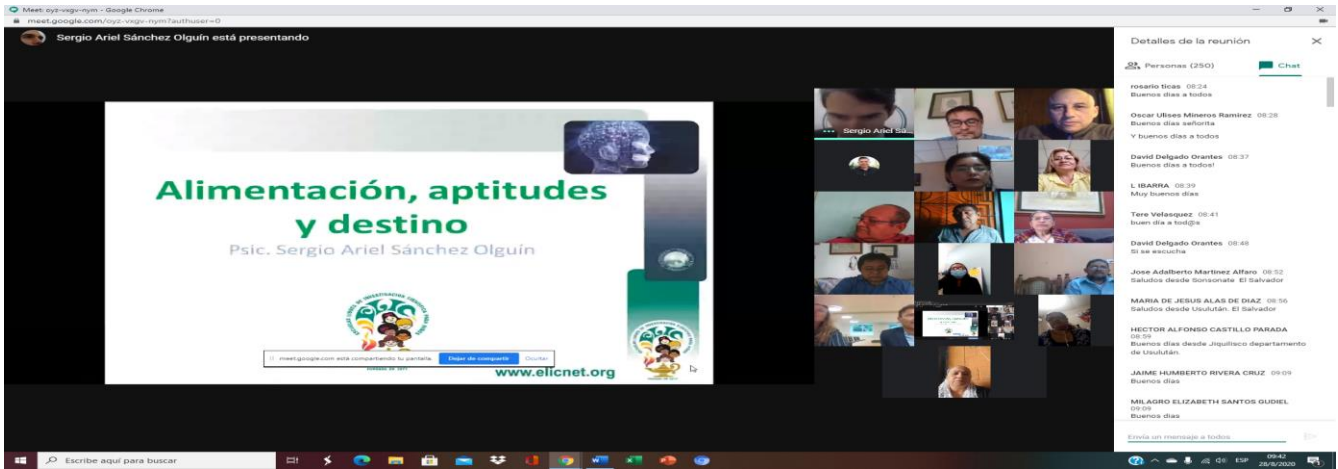 Meet: oyz-vxgv-nym - Google Chrome
meet.google.com/oyz-vxgv-nym?authuser=0
Sergio Ariel Sánchez Olguín está presentando
Alimentación, aptitudes
y destino
Psic. Sergio Ariel Sánchez Olguín
meet.google.com está compartiendo tu pantalla.
Dejar de compartir
Ocultar
www.elicnet.org
Sergio Ariel Sá...
Detalles de la reunión
Personas (250)
Chat
rosario ticas 08:24
Buenos días a todos
Oscar Ulises Mineros Ramirez 08:28
Buenos días señorita
Y buenos días a todos
David Delgado Orantes 08:37
Buenos días a todos!
L IBARRA 08:39
Muy buenos días
Tere Velasquez 08:41
buen día a tod@s
David Delgado Orantes 08:48
Si se escucha
Jose Adalberto Martinez Alfaro 08:52
Saludos desde Sonsonate El Salvador
MARIA DE JESUS ALAS DE DIAZ 08:56
Saludos desde Usulután. El Salvador
HECTOR ALFONSO CASTILLO PARADA
08:59
Buenos días desde Jiquilisco departamento
de Usulután.
JAIME HUMBERTO RIVERA CRUZ 09:09
Buenos días
MILAGRO ELIZABETH SANTOS GUDIEL
09:09
Buenos dias
Envía un mensaje a todos
Escribe aquí para buscar
ESP
09:42
28/8/2020